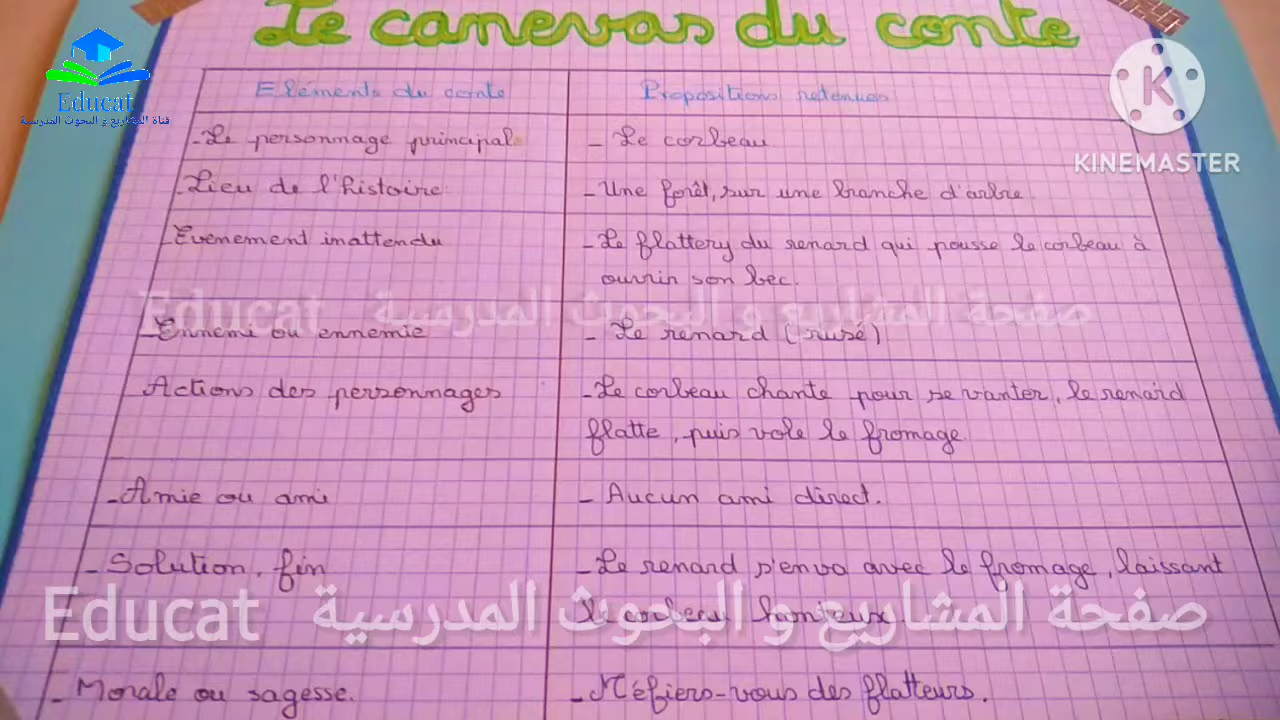 Le canevas du conte
Educat
قناة المشاريع و البحوث المدرسية
K
KINEMASTER
Eléments du conte
Propositions retenues
- Le personnage principal
- Le corbeau
- Lieu de l'histoire
- Une forêt, sur une branche d'arbre.
- Evenement inattendu
- Le flattery du renard qui pousse le corbeau à
ouvrir son bec.
Educat صفحة المشاريع و البحوث المدرسية
- Ennemi ou ennemie
- Le renard (rusé)
Actions des personnages
- Le corbeau chante pour se vanter, le renard
flatte, puis vole le fromage.
- Amie ou ami
- Aucun ami direct.
- Solution, fin
- Le renard s'enva avec le fromage, laissant
le corbeau honteux.
Educat صفحة المشاريع و البحوث المدرسية
- Morale ou sagesse.
- Méfiers-vous des flatteurs.